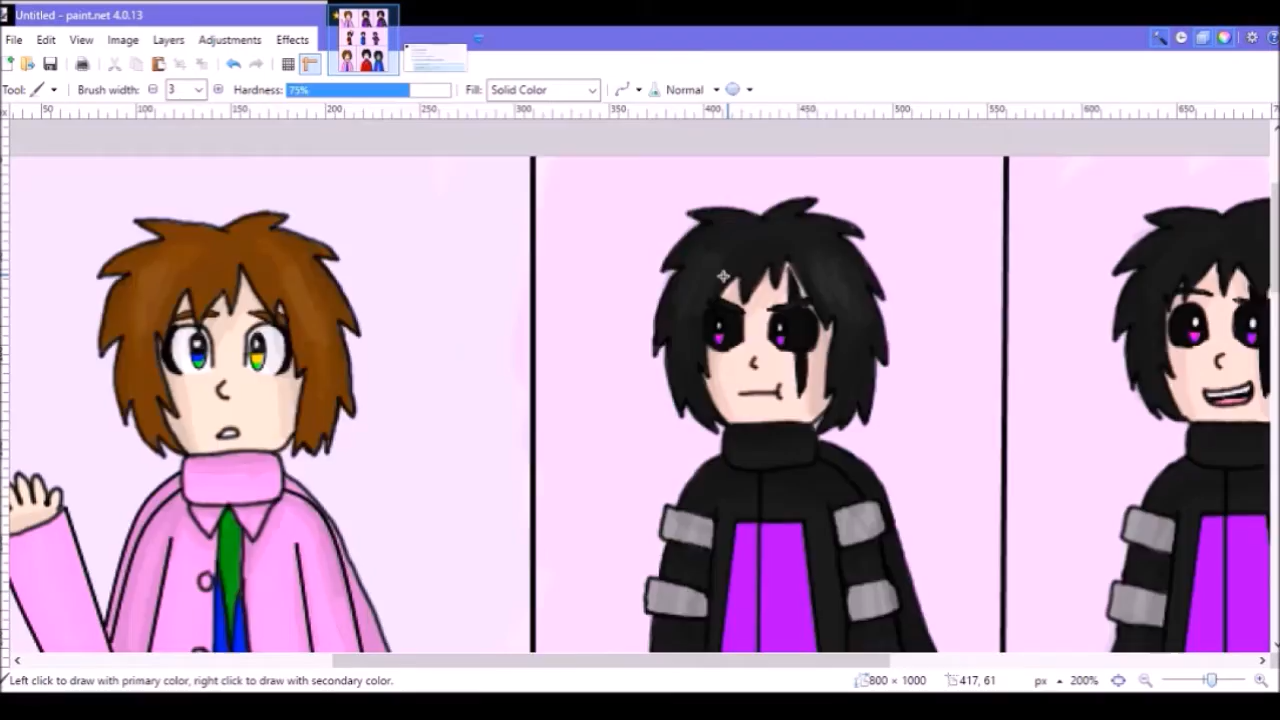 Untitled - paint.net 4.0.13
File Edit View Image Layers Adjustments Effects
Tool: Brush width: 3 Hardness: 75% Fill: Solid Color Normal
50 100 150 200 250 300 350 400 450 500 550 600 650
Left click to draw with primary color, right click to draw with secondary color. 800 × 1000 417, 61 px 200%